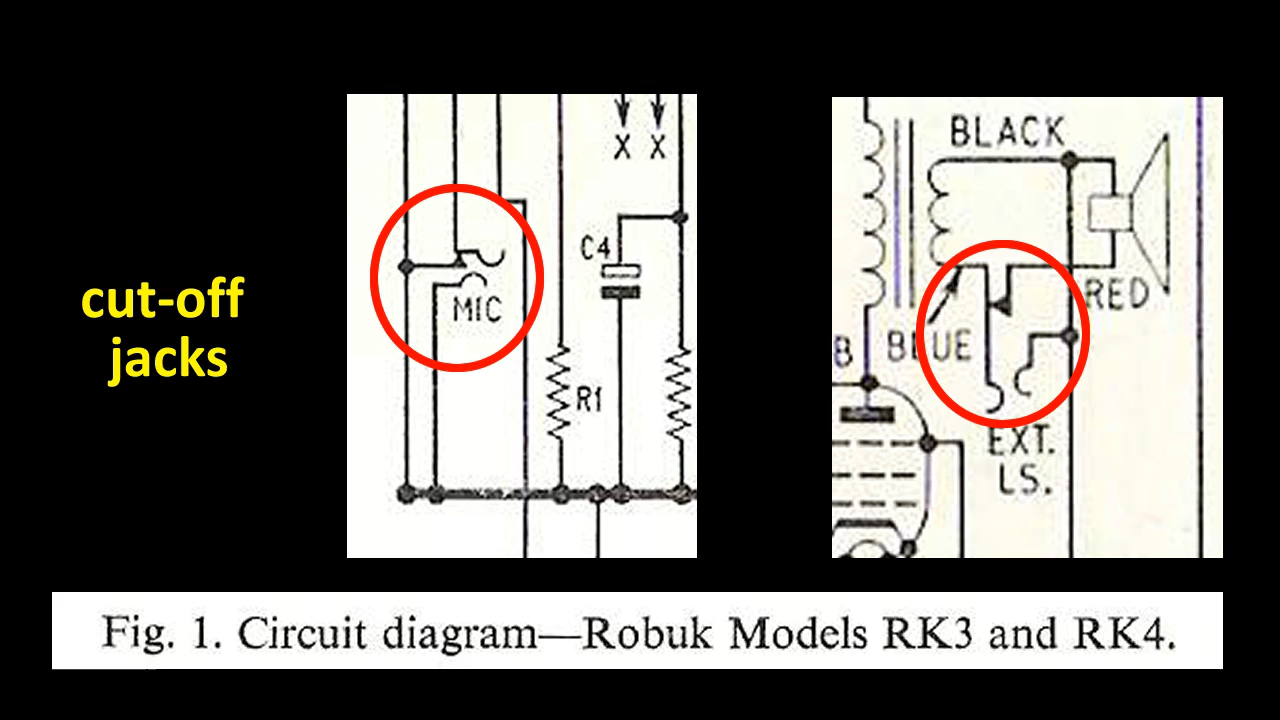 cut-off
jacks
X X
C4
MIC
R1
BLACK
RED
B BLUE
EXT.
LS.
Fig. 1. Circuit diagram—Robuk Models RK3 and RK4.